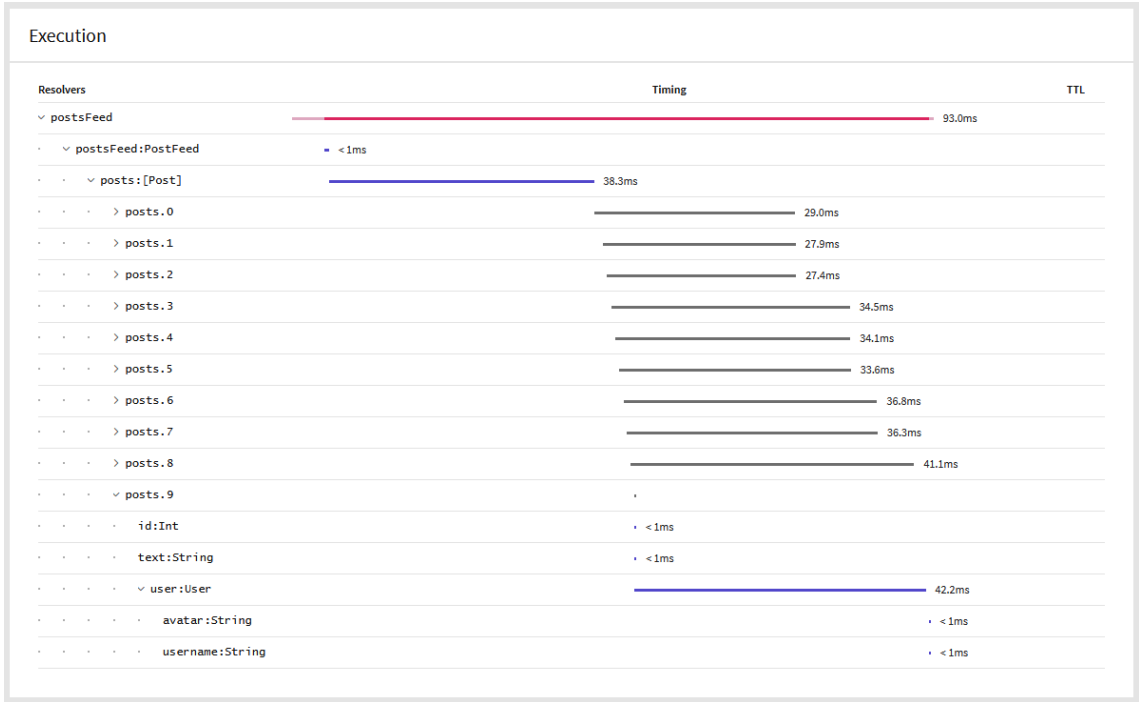 Execution
Resolvers Timing TTL
postsFeed 93.0ms
postsFeed:PostFeed <1ms
posts:[Post] 38.3ms
posts.0 29.0ms
posts.1 27.9ms
posts.2 27.4ms
posts.3 34.5ms
posts.4 34.1ms
posts.5 33.6ms
posts.6 36.8ms
posts.7 36.3ms
posts.8 41.1ms
posts.9
id:Int <1ms
text:String <1ms
user:User 42.2ms
avatar:String <1ms
username:String <1ms